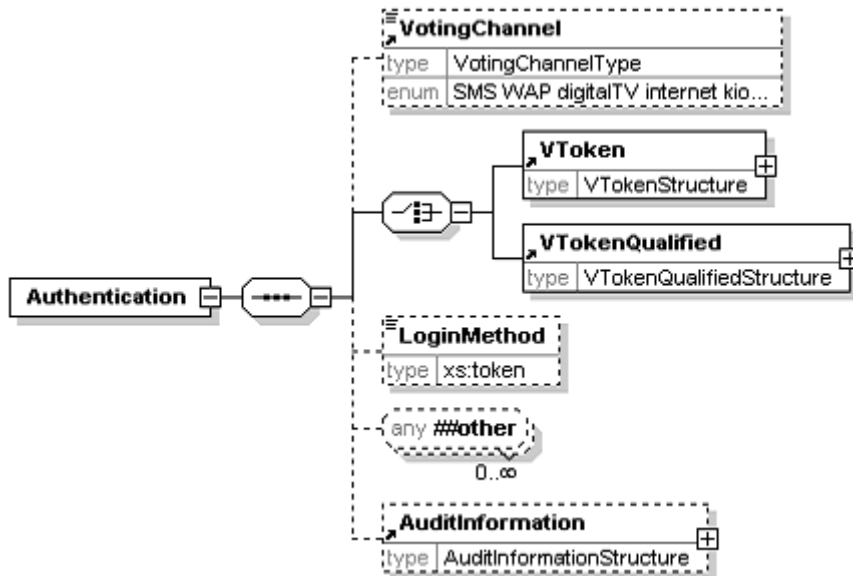 VotingChannel
type VotingChannelType
enum SMS WAP digitalTV internet kio...
VToken
type VTokenStructure
VTokenQualified
type VTokenQualifiedStructure
Authentication
LoginMethod
type xs:token
any ##other
0..∞
AuditInformation
type AuditInformationStructure